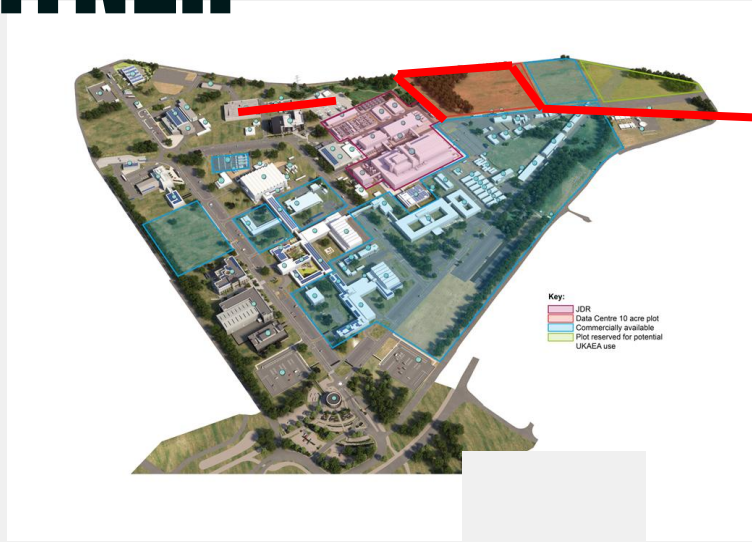 Key:
JDR
Data Centre 10 acre plot
Commercially available
Plot reserved for potential
UKAEA use